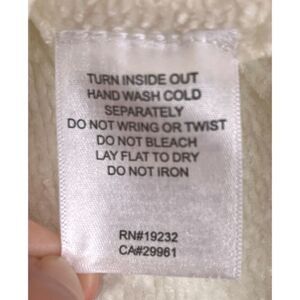 TURN INSIDE OUT
HAND WASH COLD
SEPARATELY
DO NOT WRING OR TWIST
DO NOT BLEACH
LAY FLAT TO DRY
DO NOT IRON
RN#19232
CA#29961